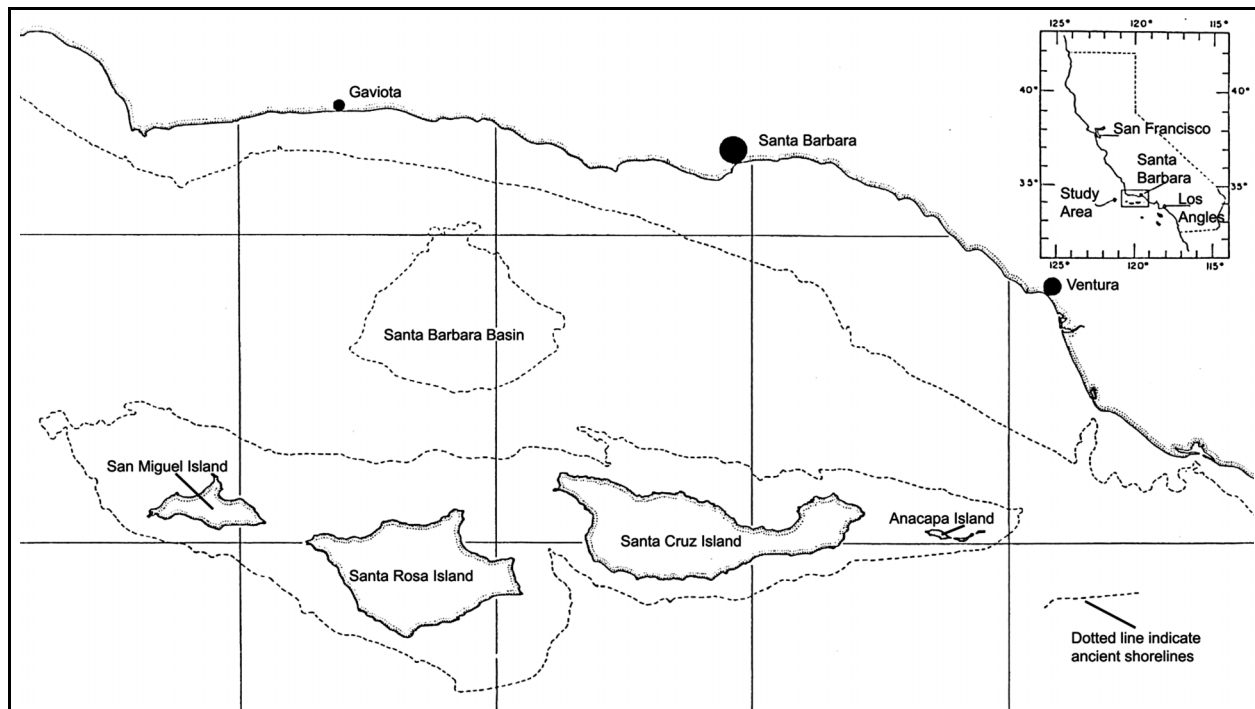 Gaviota
Santa Barbara
Ventura
Santa Barbara Basin
San Miguel Island
Santa Rosa Island
Santa Cruz Island
Anacapa Island
Dotted line indicate
ancient shorelines
125°
120°
115°
40°
40°
35°
35°
San Francisco
Santa
Barbara
Study
Area
Los
Angles
125°
120°
115°